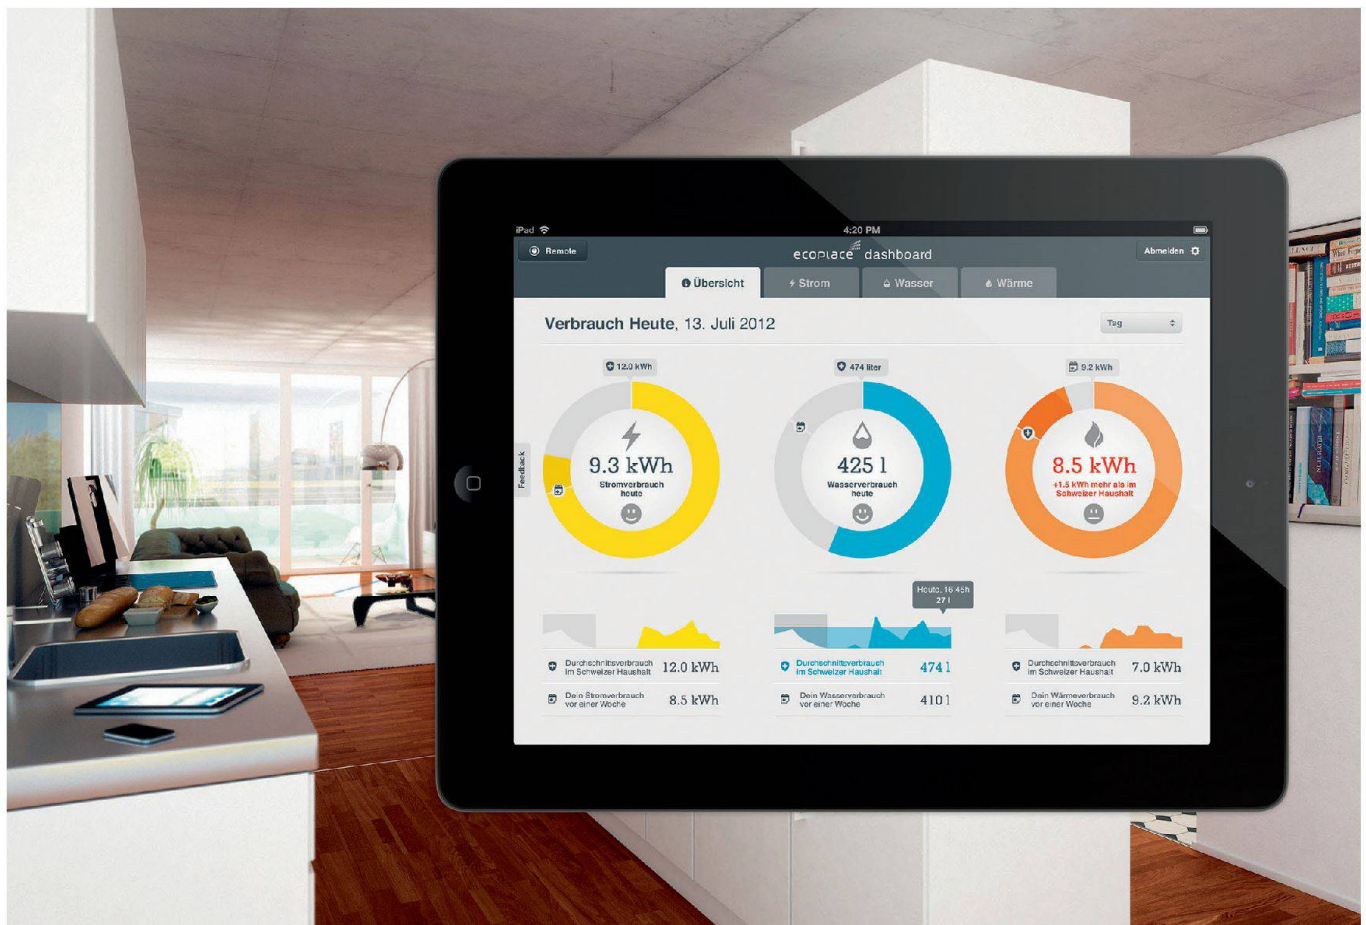 iPad
4:20 PM
Remote
ecoplace dashboard
Abmelden
Übersicht
Strom
Wasser
Wärme
Verbrauch Heute, 13. Juli 2012
Tag
12.0 kWh
474 liter
9.2 kWh
Feedback
9.3 kWh
Stromverbrauch
heute
425 l
Wasserverbrauch
heute
8.5 kWh
+1.5 kWh mehr als im
Schweizer Haushalt
Heute, 16.45h
27 l
Durchschnittsverbrauch
im Schweizer Haushalt
12.0 kWh
Durchschnittsverbrauch
im Schweizer Haushalt
474 l
Durchschnittsverbrauch
im Schweizer Haushalt
7.0 kWh
Dein Stromverbrauch
vor einer Woche
8.5 kWh
Dein Wasserverbrauch
vor einer Woche
410 l
Dein Wärmeverbrauch
vor einer Woche
9.2 kWh